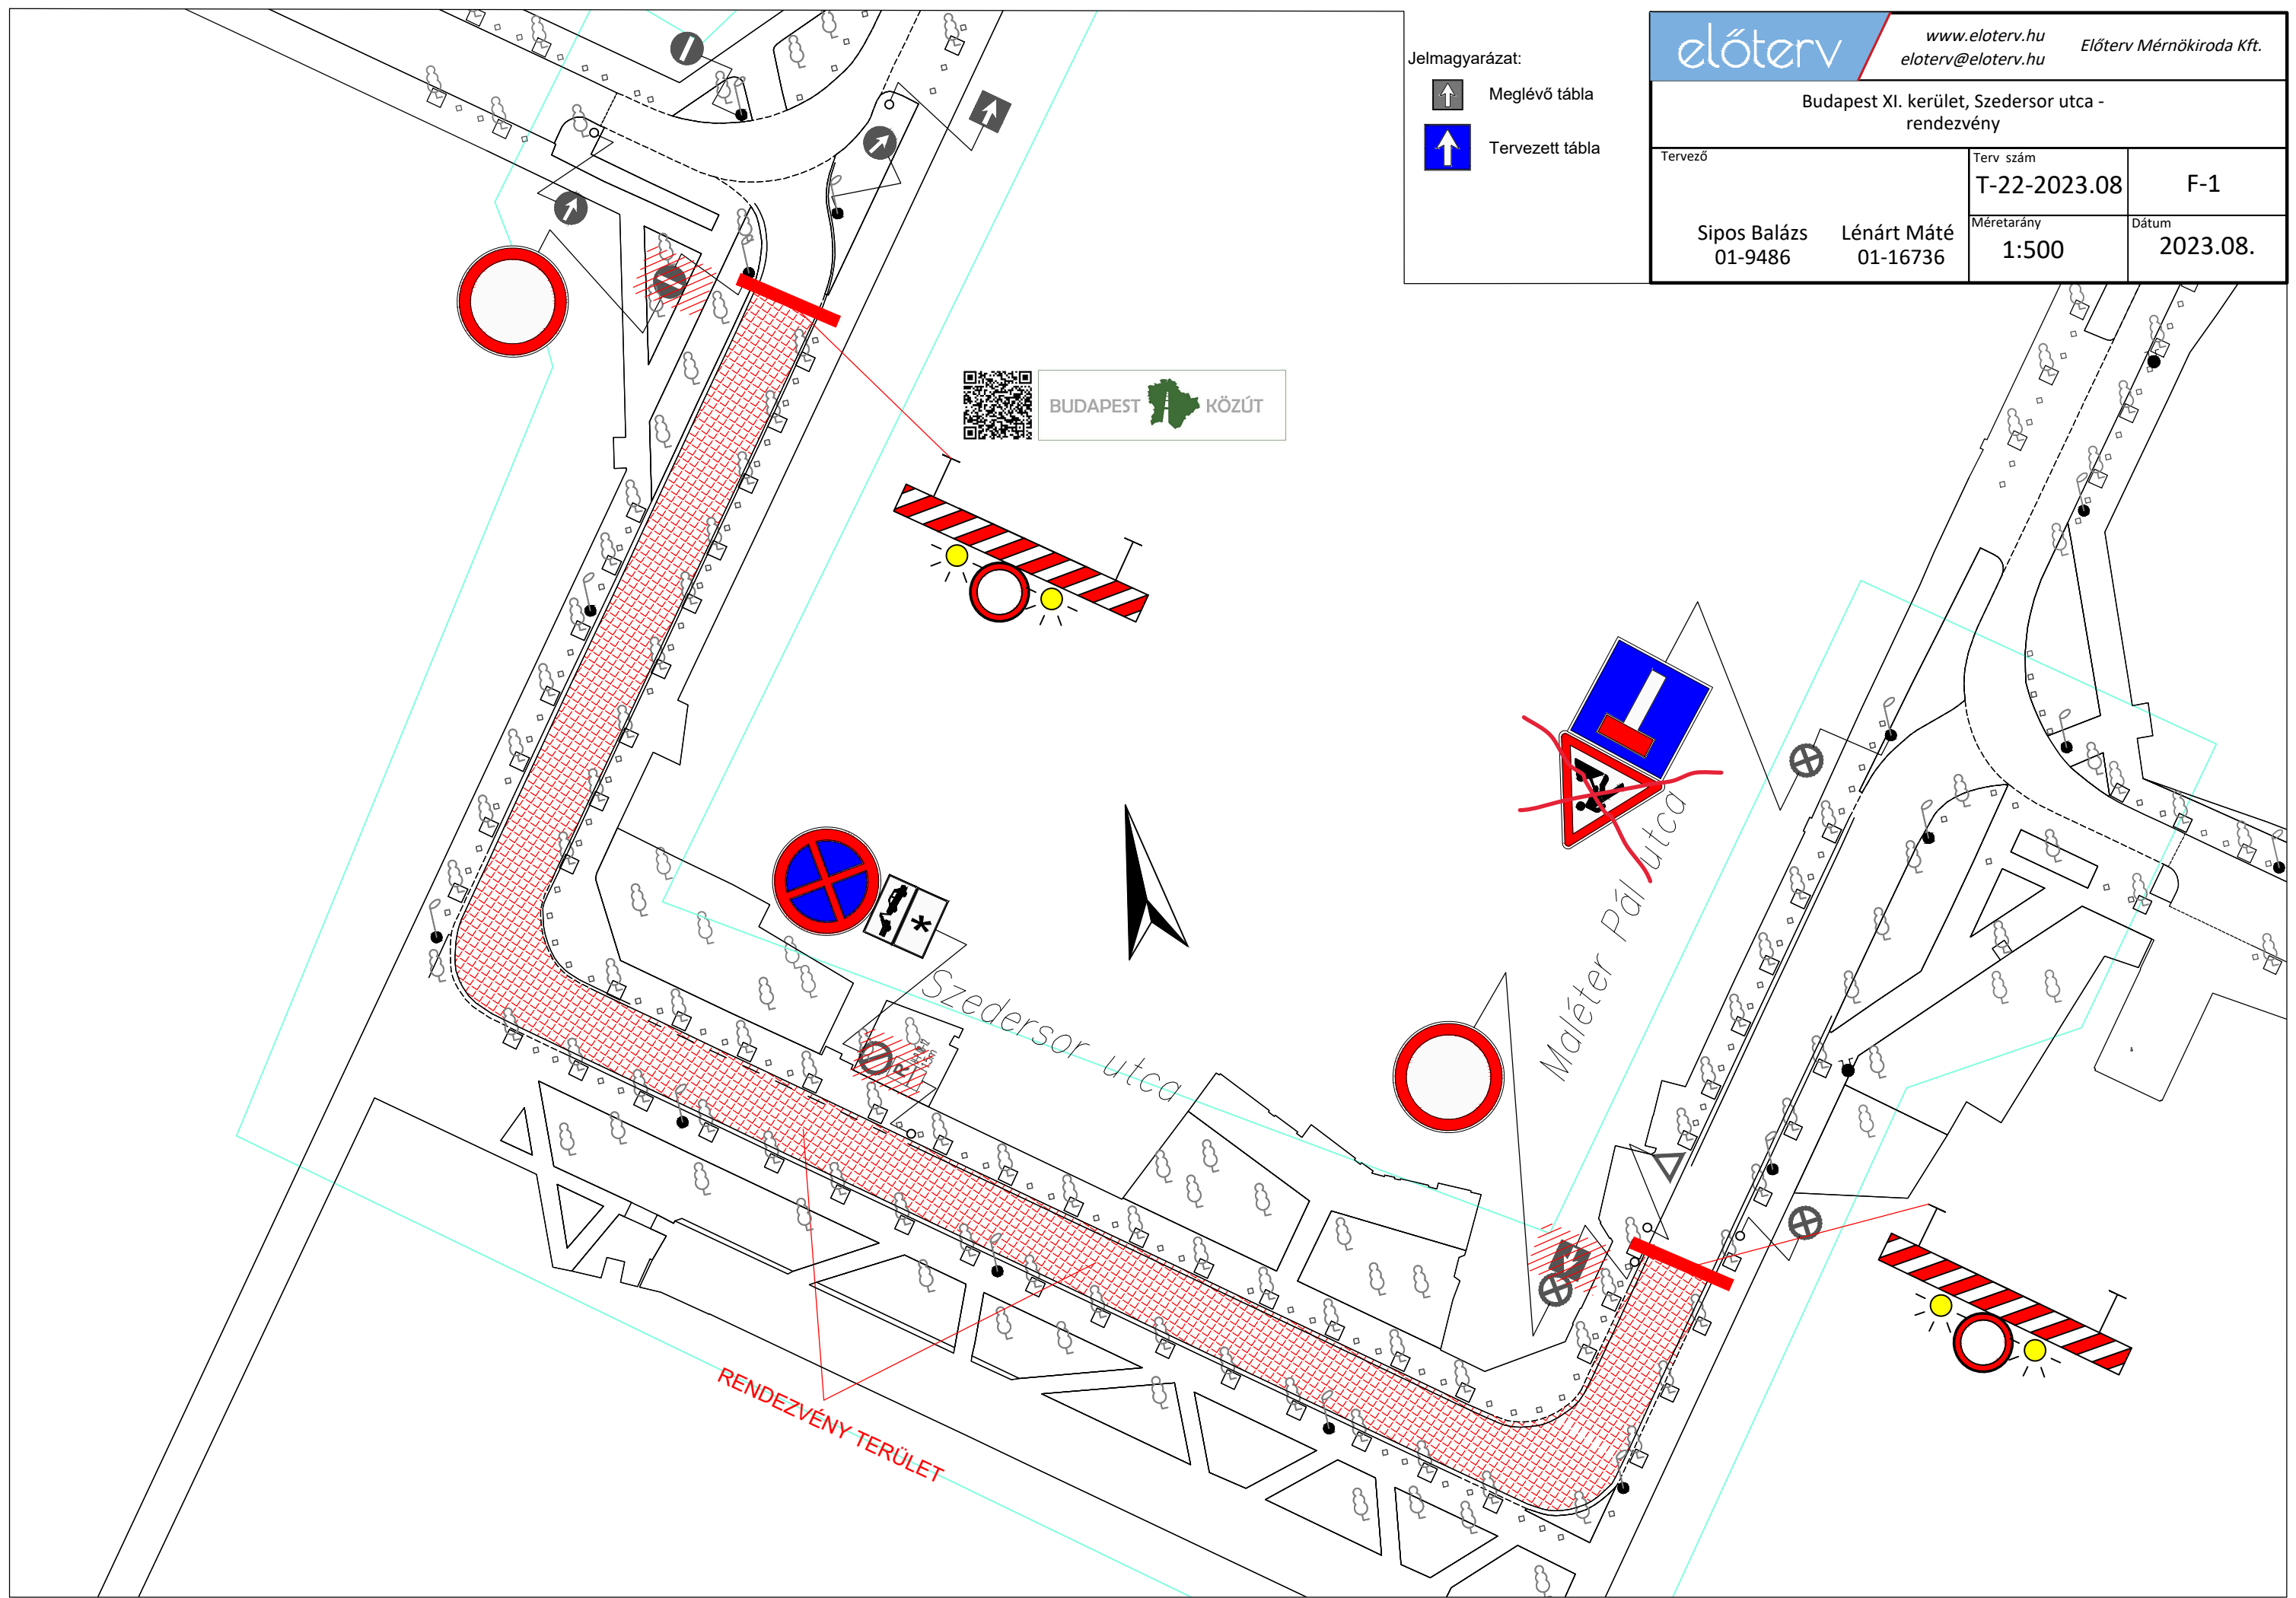 Jelmagyarázat:
Meglévő tábla
Tervezett tábla
előterv
www.eloterv.hu
eloterv@eloterv.hu
Előterv Mérnökiroda Kft.
Budapest XI. kerület, Szedersor utca -
rendezvény
Tervező
Sipos Balázs
01-9486
Lénárt Máté
01-16736
Terv szám
T-22-2023.08
F-1
Méretarány
1:500
Dátum
2023.08.
BUDAPEST KÖZÚT
Maléter Pál utca
*
Szedersor utca
RENDEZVÉNY TERÜLET